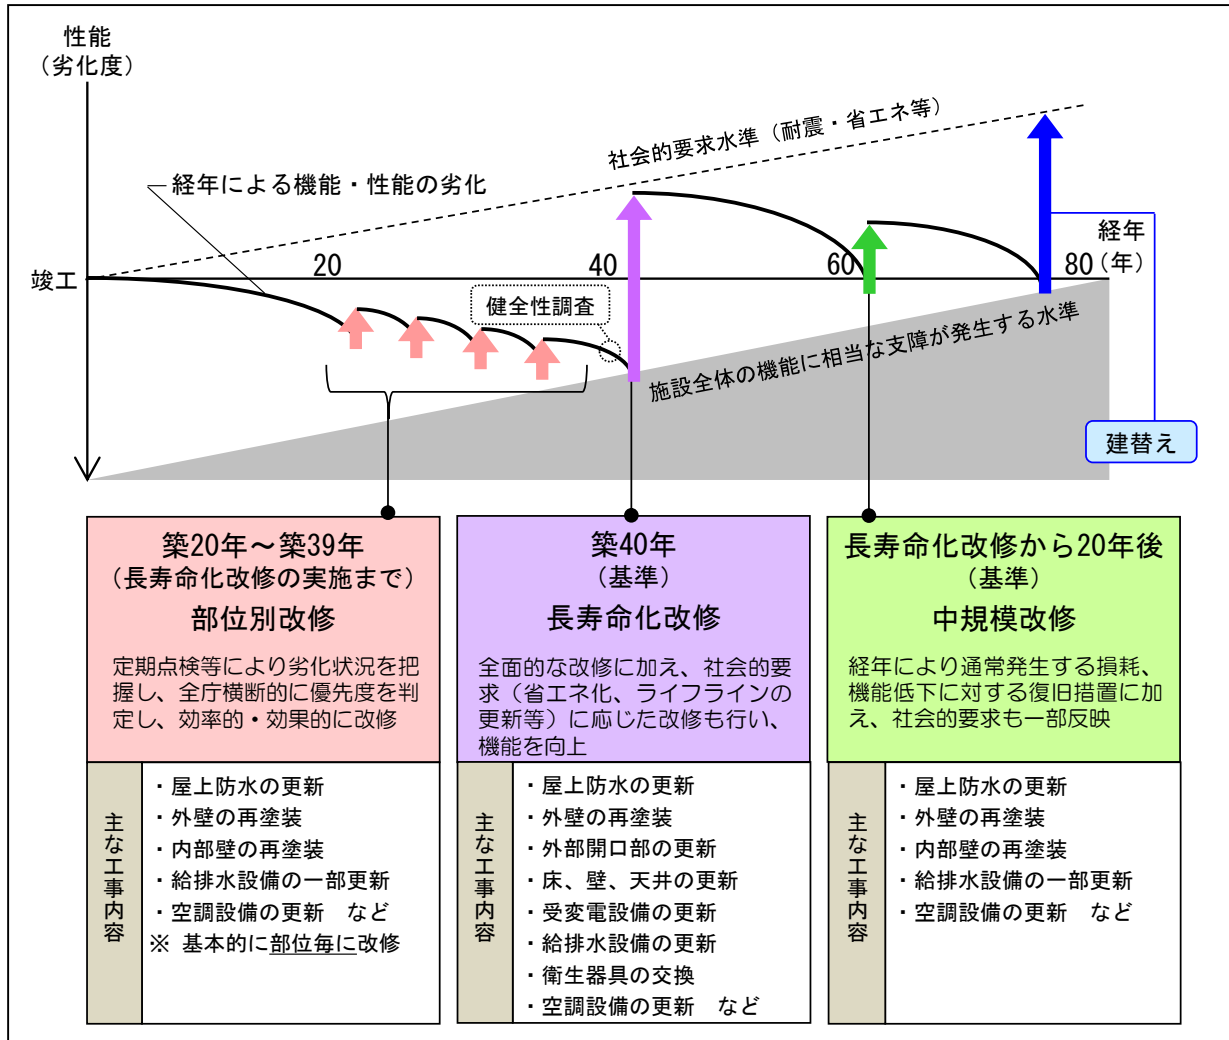 性能
（劣化度）
社会的要求水準（耐震・省エネ等）
経年による機能・性能の劣化
経年
（年）
竣工
20
40
60
80
健全性調査
施設全体の機能に相当な支障が発生する水準
建替え
築20年～築39年
（長寿命化改修の実施まで）
部位別改修
定期点検等により劣化状況を把
握し、全庁横断的に優先度を判
定し、効率的・効果的に改修
主な工事内容
・屋上防水の更新
・外壁の再塗装
・内部壁の再塗装
・給排水設備の一部更新
・空調設備の更新　など
※ 基本的に部位毎に改修
築40年
（基準）
長寿命化改修
全面的な改修に加え、社会的要
求（省エネ化、ライフラインの
更新等）に応じた改修も行い、
機能を向上
主な工事内容
・屋上防水の更新
・外壁の再塗装
・外部開口部の更新
・床、壁、天井の更新
・受変電設備の更新
・給排水設備の更新
・衛生器具の交換
・空調設備の更新　など
長寿命化改修から20年後
（基準）
中規模改修
経年により通常発生する損耗、
機能低下に対する復旧措置に加
え、社会的要求も一部反映
主な工事内容
・屋上防水の更新
・外壁の再塗装
・内部壁の再塗装
・給排水設備の一部更新
・空調設備の更新　など